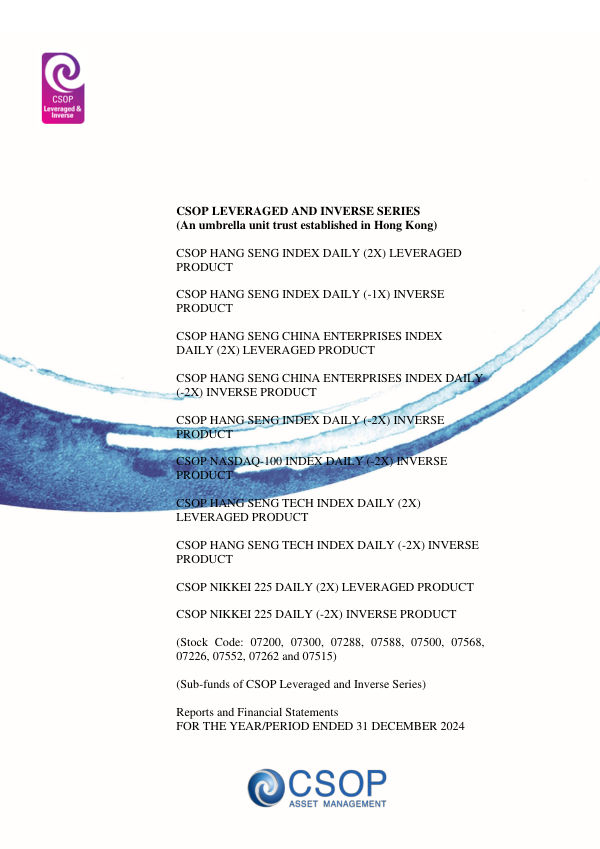 CSOP
Leveraged &
Inverse
CSOP LEVERAGED AND INVERSE SERIES
(An umbrella unit trust established in Hong Kong)
CSOP HANG SENG INDEX DAILY (2X) LEVERAGED
PRODUCT
CSOP HANG SENG INDEX DAILY (-1X) INVERSE
PRODUCT
CSOP HANG SENG CHINA ENTERPRISES INDEX
DAILY (2X) LEVERAGED PRODUCT
CSOP HANG SENG CHINA ENTERPRISES INDEX DAILY
(-2X) INVERSE PRODUCT
CSOP HANG SENG INDEX DAILY (-2X) INVERSE
PRODUCT
CSOP NASDAQ-100 INDEX DAILY (-2X) INVERSE
PRODUCT
CSOP HANG SENG TECH INDEX DAILY (2X)
LEVERAGED PRODUCT
CSOP HANG SENG TECH INDEX DAILY (-2X) INVERSE
PRODUCT
CSOP NIKKEI 225 DAILY (2X) LEVERAGED PRODUCT
CSOP NIKKEI 225 DAILY (-2X) INVERSE PRODUCT
(Stock Code: 07200, 07300, 07288, 07588, 07500, 07568,
07226, 07552, 07262 and 07515)
(Sub-funds of CSOP Leveraged and Inverse Series)
Reports and Financial Statements
FOR THE YEAR/PERIOD ENDED 31 DECEMBER 2024
CSOP
ASSET MANAGEMENT